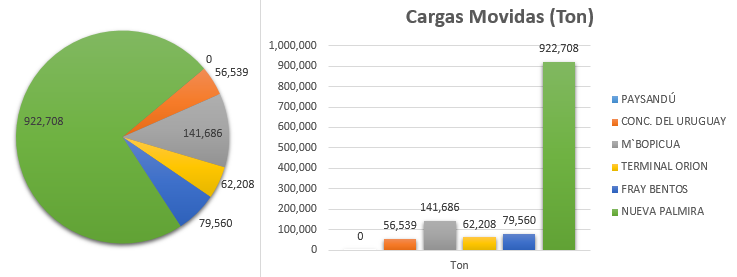 0
56,539
141,686
62,208
79,560
922,708
Cargas Movidas (Ton)
1,000,000
900,000
800,000
700,000
600,000
500,000
400,000
300,000
200,000
100,000
0
0
56,539
141,686
62,208
79,560
922,708
Ton
PAYSANDÚ
CONC. DEL URUGUAY
M`BOPICUA
TERMINAL ORION
FRAY BENTOS
NUEVA PALMIRA